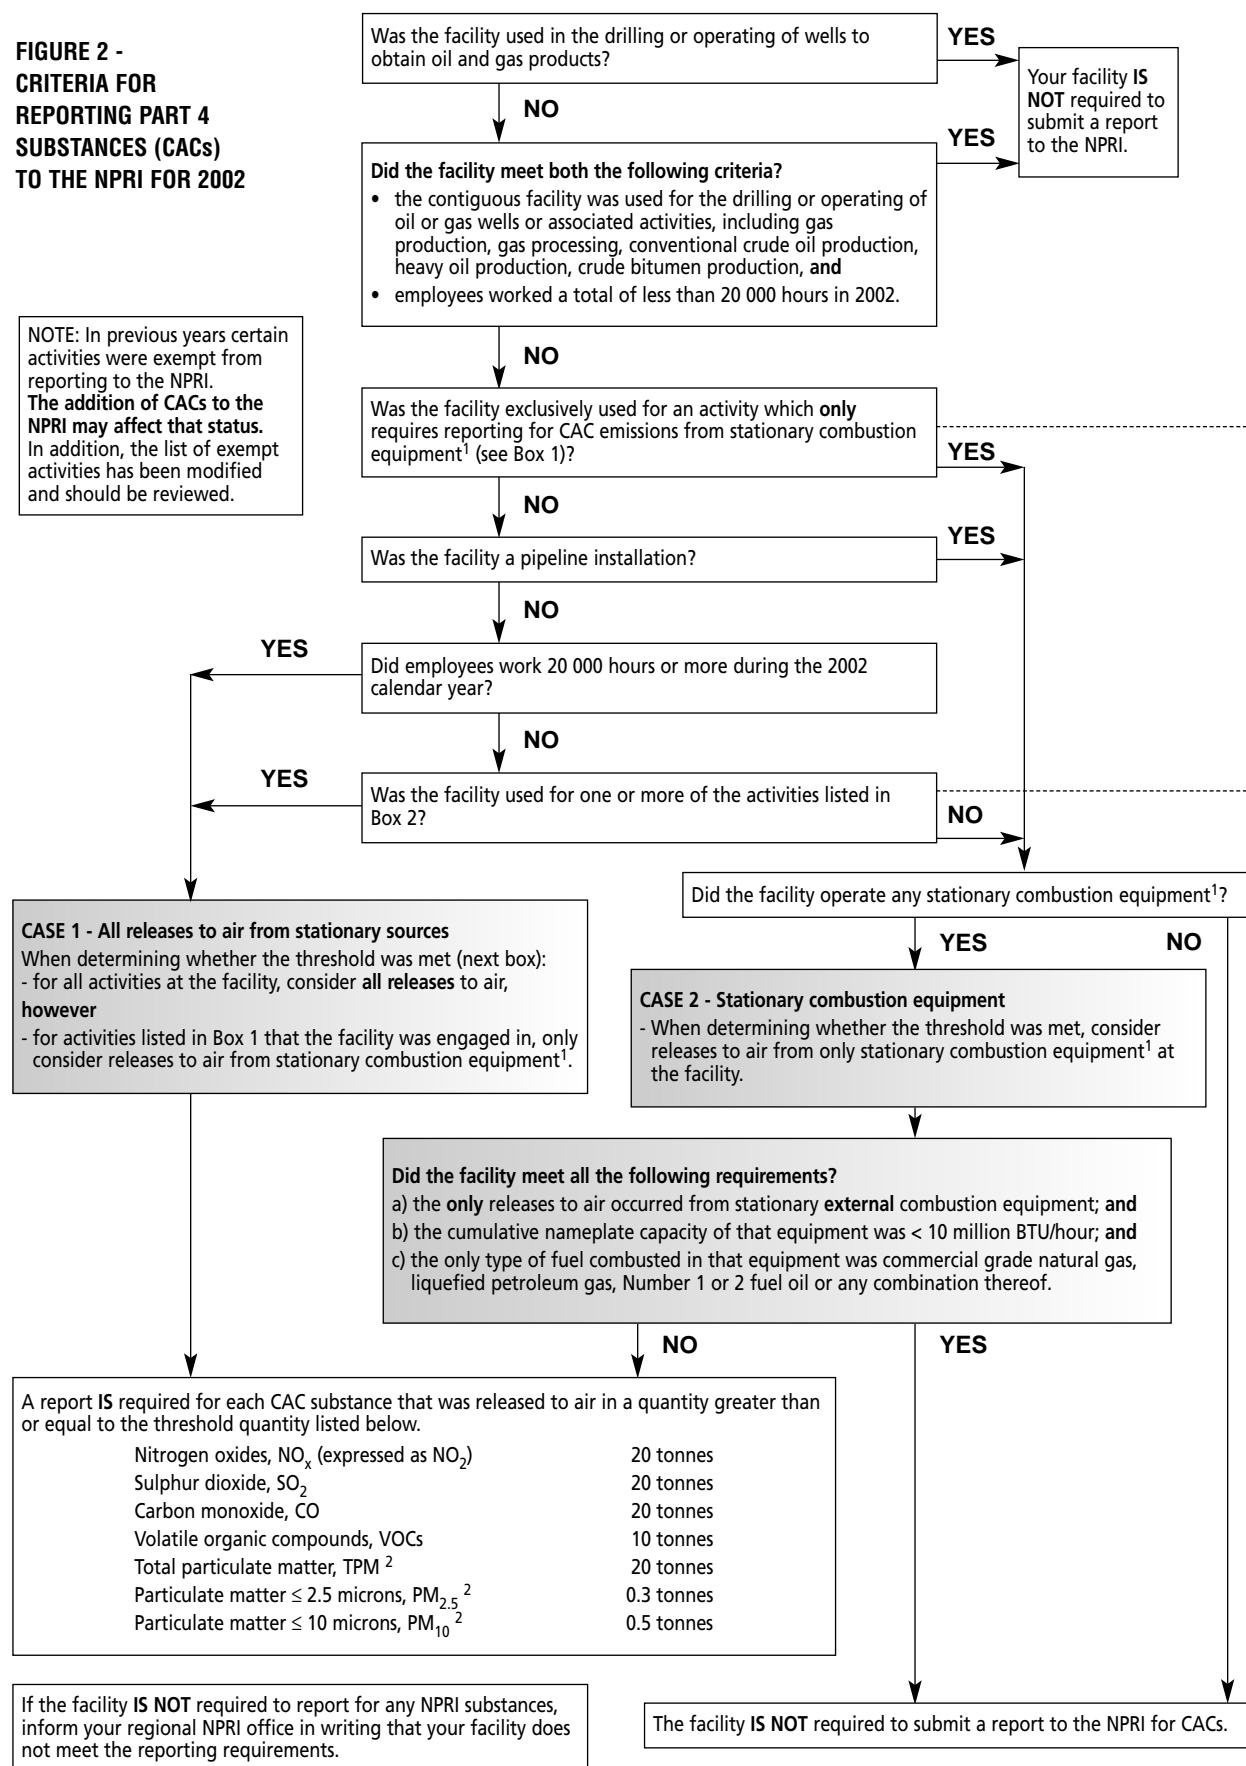 FIGURE 2 -
CRITERIA FOR
REPORTING PART 4
SUBSTANCES (CACs)
TO THE NPRI FOR 2002
Was the facility used in the drilling or operating of wells to
obtain oil and gas products?
YES
Your facility IS
NOT required to
submit a report
to the NPRI.
NO
YES
Did the facility meet both the following criteria?
• the contiguous facility was used for the drilling or operating of
oil or gas wells or associated activities, including gas
production, gas processing, conventional crude oil production,
heavy oil production, crude bitumen production, and
• employees worked a total of less than 20 000 hours in 2002.
NOTE: In previous years certain
activities were exempt from
reporting to the NPRI.
The addition of CACs to the
NPRI may affect that status.
In addition, the list of exempt
activities has been modified
and should be reviewed.
NO
Was the facility exclusively used for an activity which only
requires reporting for CAC emissions from stationary combustion
equipment1 (see Box 1)?
YES
NO
YES
Was the facility a pipeline installation?
NO
YES
Did employees work 20 000 hours or more during the 2002
calendar year?
NO
YES
Was the facility used for one or more of the activities listed in
Box 2?
NO
Did the facility operate any stationary combustion equipment1?
YES
NO
CASE 1 - All releases to air from stationary sources
When determining whether the threshold was met (next box):
- for all activities at the facility, consider all releases to air,
however
- for activities listed in Box 1 that the facility was engaged in, only
consider releases to air from stationary combustion equipment1.
CASE 2 - Stationary combustion equipment
- When determining whether the threshold was met, consider
releases to air from only stationary combustion equipment1 at
the facility.
Did the facility meet all the following requirements?
a) the only releases to air occurred from stationary external combustion equipment; and
b) the cumulative nameplate capacity of that equipment was < 10 million BTU/hour; and
c) the only type of fuel combusted in that equipment was commercial grade natural gas,
liquefied petroleum gas, Number 1 or 2 fuel oil or any combination thereof.
NO
YES
A report IS required for each CAC substance that was released to air in a quantity greater than
or equal to the threshold quantity listed below.
Nitrogen oxides, NOx (expressed as NO2) 20 tonnes
Sulphur dioxide, SO2 20 tonnes
Carbon monoxide, CO 20 tonnes
Volatile organic compounds, VOCs 10 tonnes
Total particulate matter, TPM 2 20 tonnes
Particulate matter ≤ 2.5 microns, PM2.5 2 0.3 tonnes
Particulate matter ≤ 10 microns, PM10 2 0.5 tonnes
If the facility IS NOT required to report for any NPRI substances,
inform your regional NPRI office in writing that your facility does
not meet the reporting requirements.
The facility IS NOT required to submit a report to the NPRI for CACs.